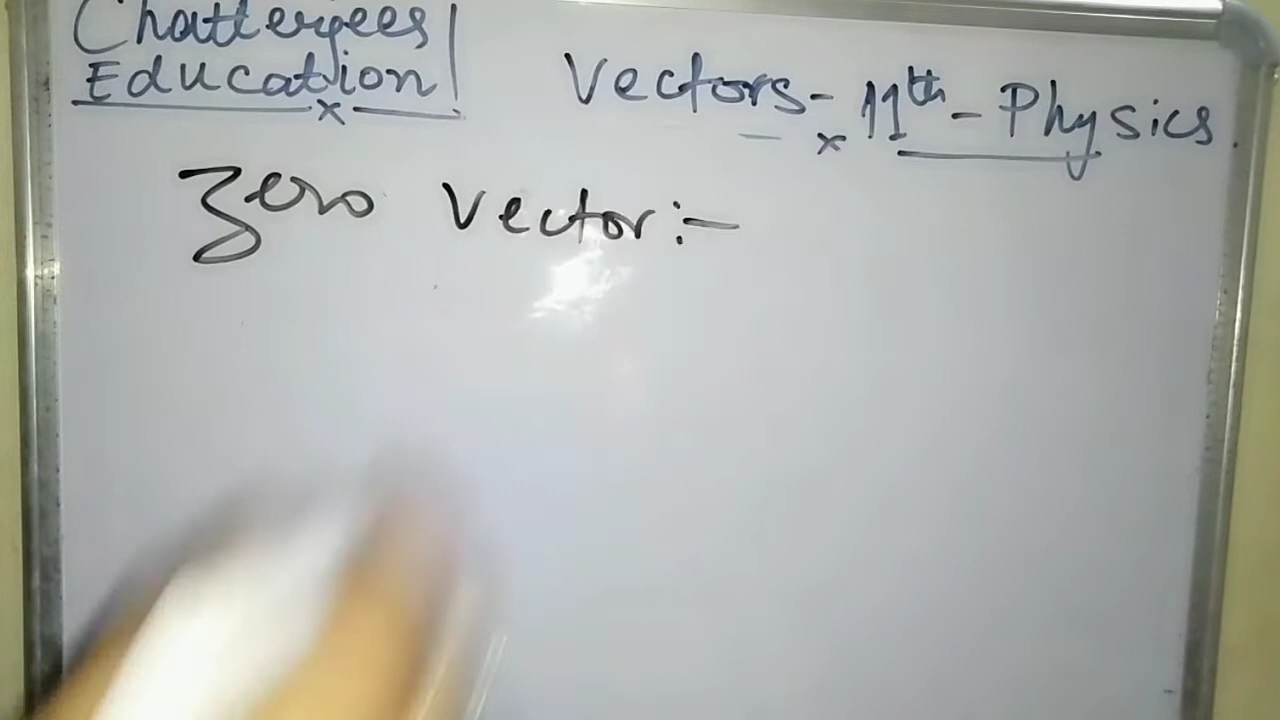 Chatterjees
Education
Vectors - 11th - Physics.
Zero Vector:-